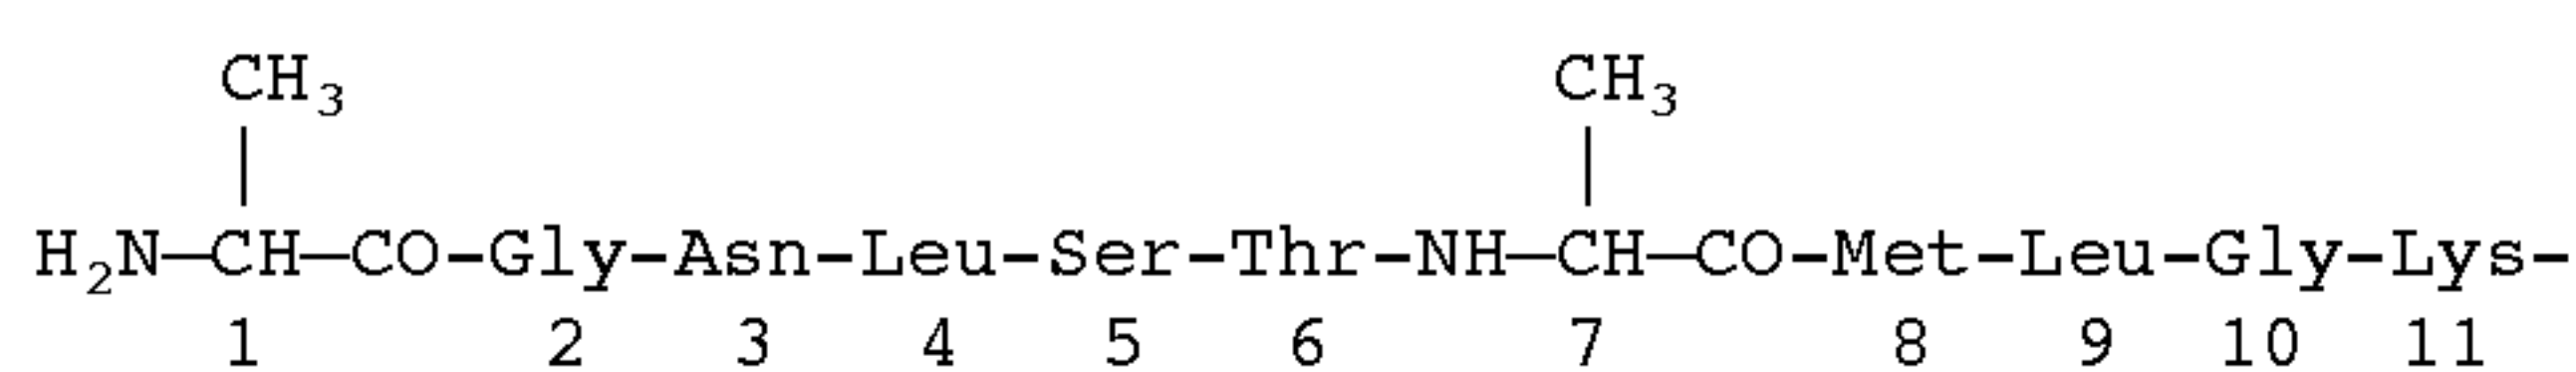 CH₃ CH₃
H₂N—CH—CO-Gly-Asn-Leu-Ser-Thr-NH—CH—CO-Met-Leu-Gly-Lys-
1 2 3 4 5 6 7 8 9 10 11